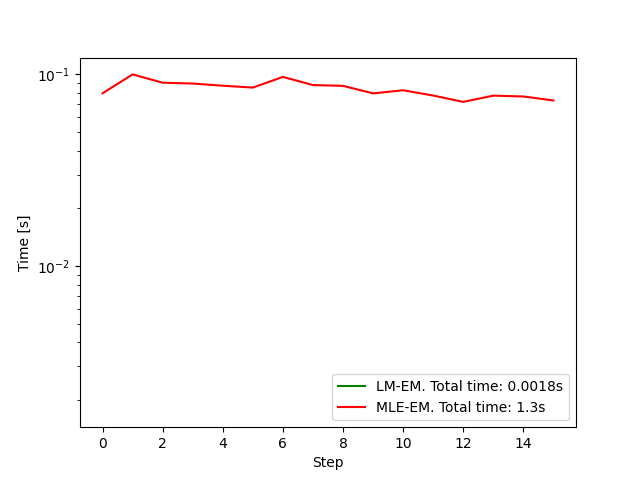 10⁻¹
10⁻²
Time [s]
LM-EM. Total time: 0.0018s
MLE-EM. Total time: 1.3s
0 2 4 6 8 10 12 14
Step